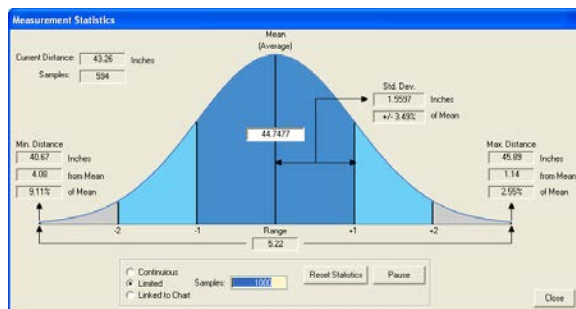 Measurement Statistics
Mean
(Average)
Current Distance: 43.26 Inches
Samples: 594
Std. Dev.
1.5597 Inches
+/- 3.49% of Mean
44.7477
Min. Distance
40.67 Inches
4.08 from Mean
9.11% of Mean
Max. Distance
45.89 Inches
1.14 from Mean
2.55% of Mean
-2 -1 Range +1 +2
5.22
Continuous
Limited
Linked to Chart
Samples: 1000
Reset Statistics
Pause
Close